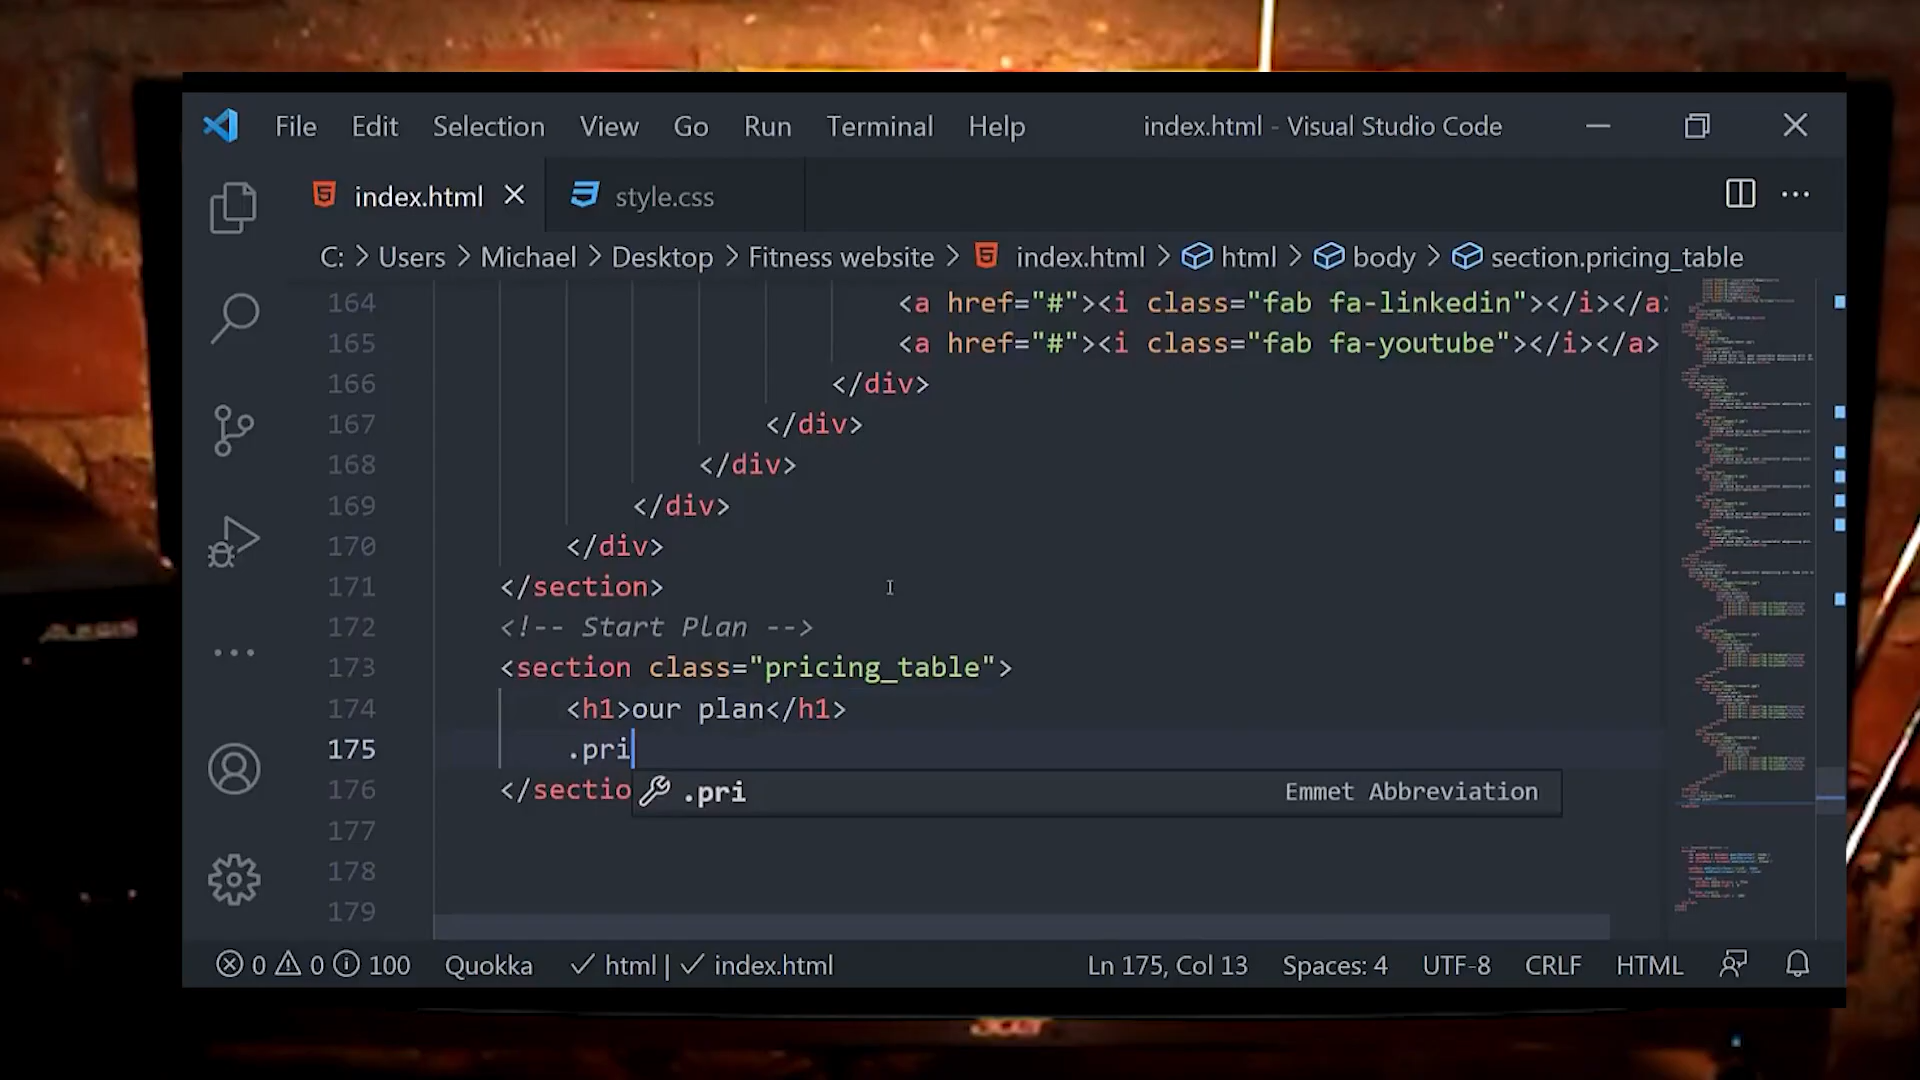 File Edit Selection View Go Run Terminal Help index.html - Visual Studio Code
index.html style.css
C: > Users > Michael > Desktop > Fitness website > index.html > html > body > section.pricing_table
164 <a href="#"><i class="fab fa-linkedin"></i></a>
165 <a href="#"><i class="fab fa-youtube"></i></a>
166 </div>
167 </div>
168 </div>
169 </div>
170 </div>
171 </section>
172 <!-- Start Plan -->
173 <section class="pricing_table">
174 <h1>our plan</h1>
175 .pri
176 </sectio .pri Emmet Abbreviation
177
178
179
0 0 100 Quokka ✓ html | ✓ index.html Ln 175, Col 13 Spaces: 4 UTF-8 CRLF HTML
acer